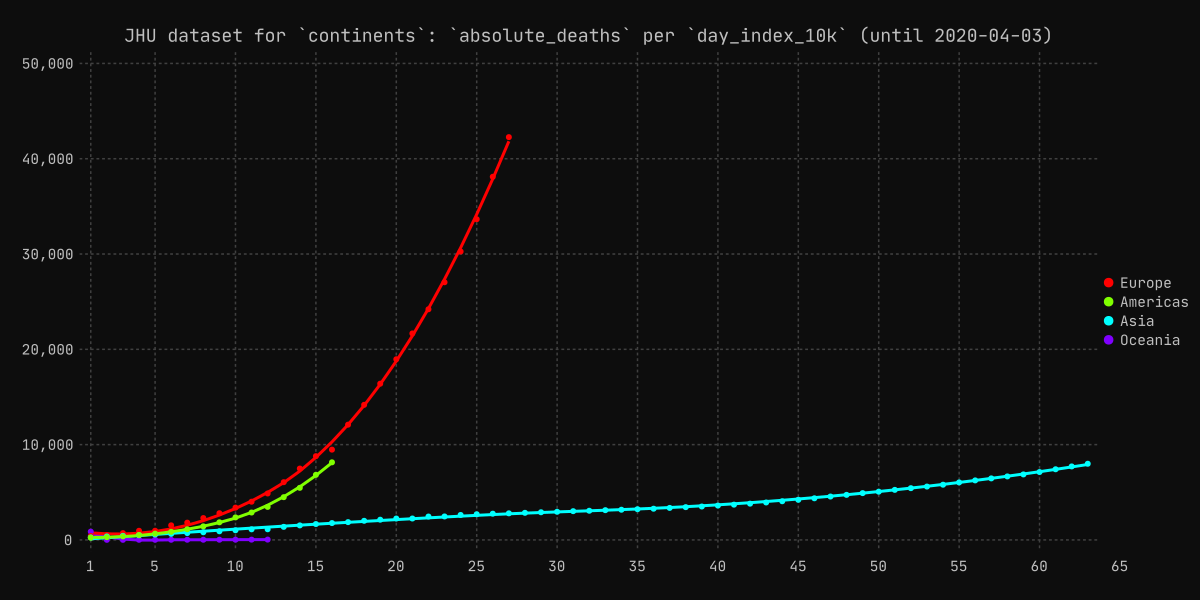 JHU dataset for `continents`: `absolute_deaths` per `day_index_10k` (until 2020-04-03)
50,000
40,000
30,000
20,000
10,000
0
1 5 10 15 20 25 30 35 40 45 50 55 60 65
Europe
Americas
Asia
Oceania